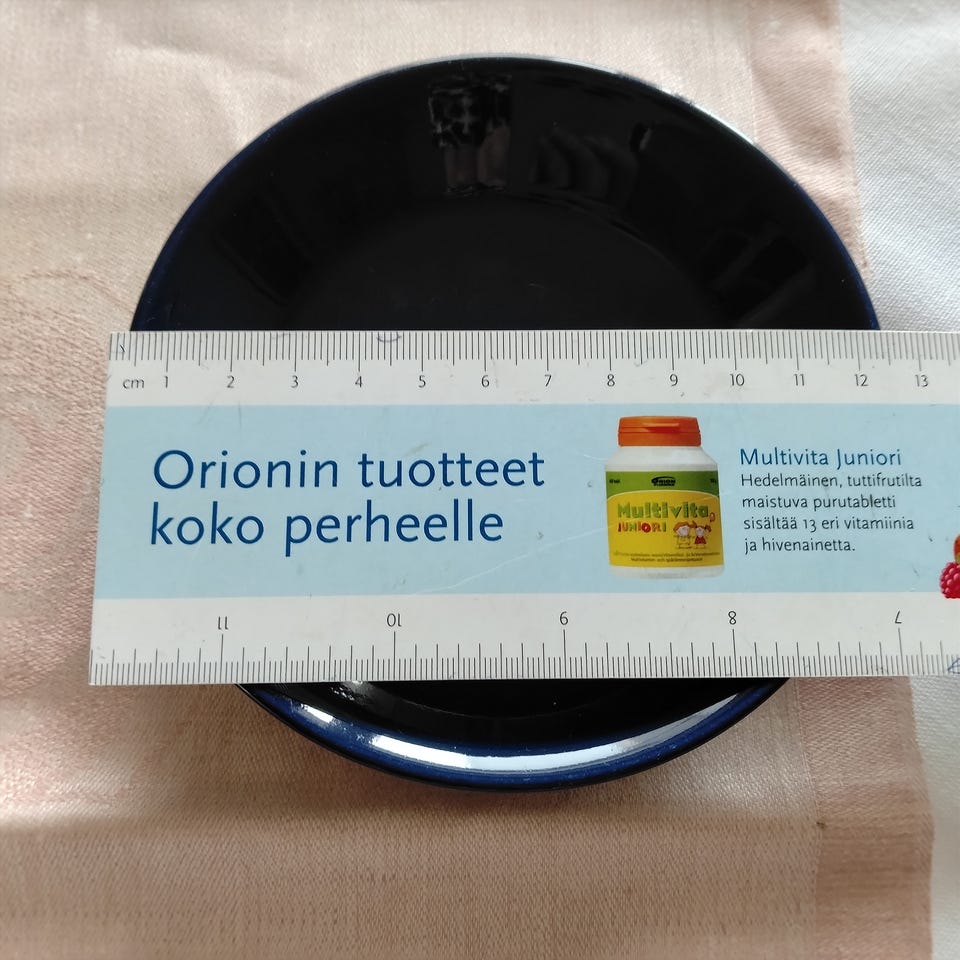 cm 1 2 3 4 5 6 7 8 9 10 11 12 13
Orionin tuotteet
koko perheelle
ORION
Multivita
JUNIORI
Multivita Juniori
Hedelmäinen, tuttifrutilta
maistuva purutabletti
sisältää 13 eri vitamiinia
ja hivenainetta.
11 10 9 8 7